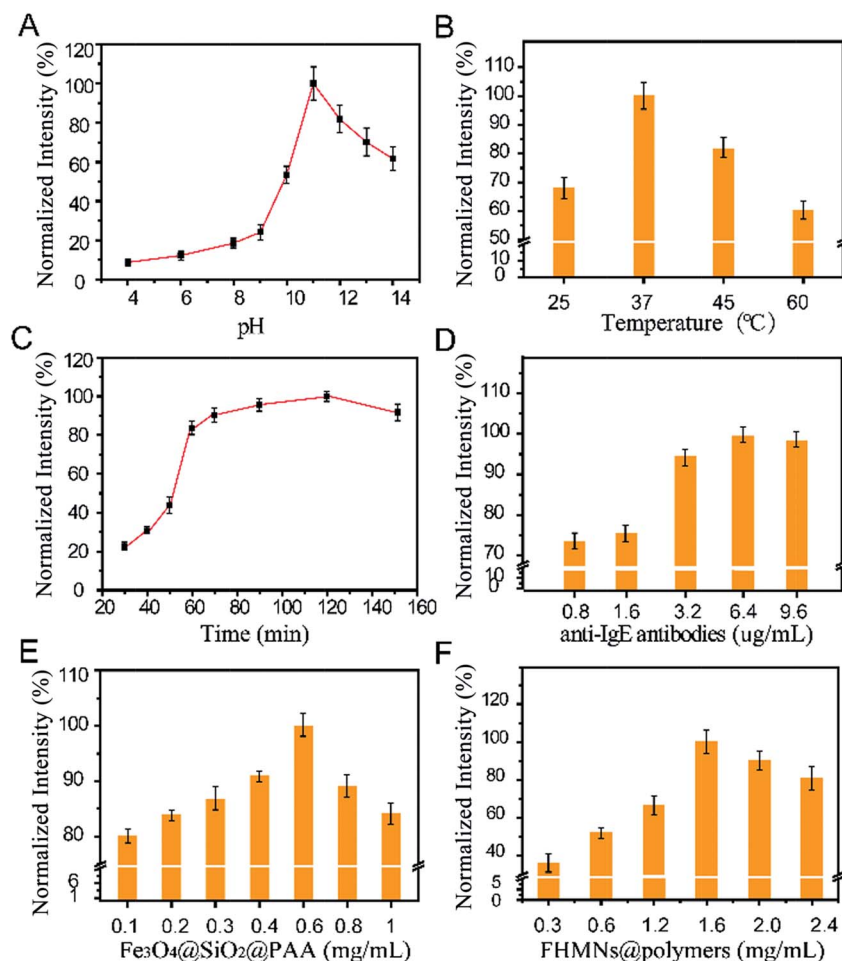 A
Normalized Intensity (%)
120
100
80
60
40
20
0
4 6 8 10 12 14
pH
B
Normalized Intensity (%)
110
100
90
80
70
60
50
10
0
25 37 45 60
Temperature (℃)
C
Normalized Intensity (%)
120
100
80
60
40
20
0
20 40 60 80 100 120 140 160
Time (min)
D
Normalized Intensity (%)
110
100
90
80
70
10
0
0.8 1.6 3.2 6.4 9.6
anti-IgE antibodies (ug/mL)
E
Normalized Intensity (%)
110
100
90
80
6
1
0.1 0.2 0.3 0.4 0.6 0.8 1
Fe₃O₄@SiO₂@PAA (mg/mL)
F
Normalized Intensity (%)
120
100
80
60
40
5
0
0.3 0.6 1.2 1.6 2.0 2.4
FHMNs@polymers (mg/mL)